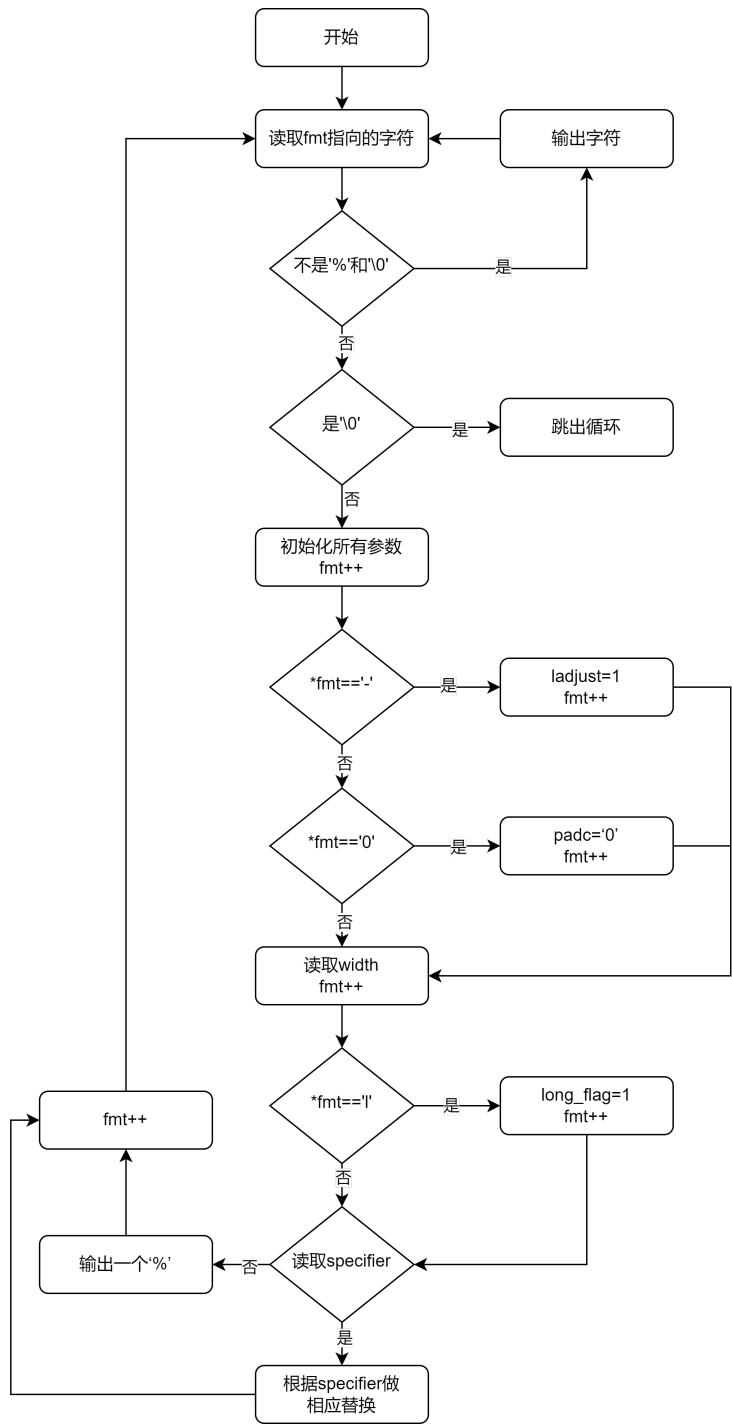 开始
读取fmt指向的字符
输出字符
不是'%'和'\0'
是
否
是'\0'
是
跳出循环
否
初始化所有参数
fmt++
*fmt=='-'
是
ladjust=1
fmt++
否
*fmt=='0'
是
padc=‘0’
fmt++
否
读取width
fmt++
*fmt=='l'
是
long_flag=1
fmt++
fmt++
否
读取specifier
否
输出一个‘%’
是
根据specifier做
相应替换